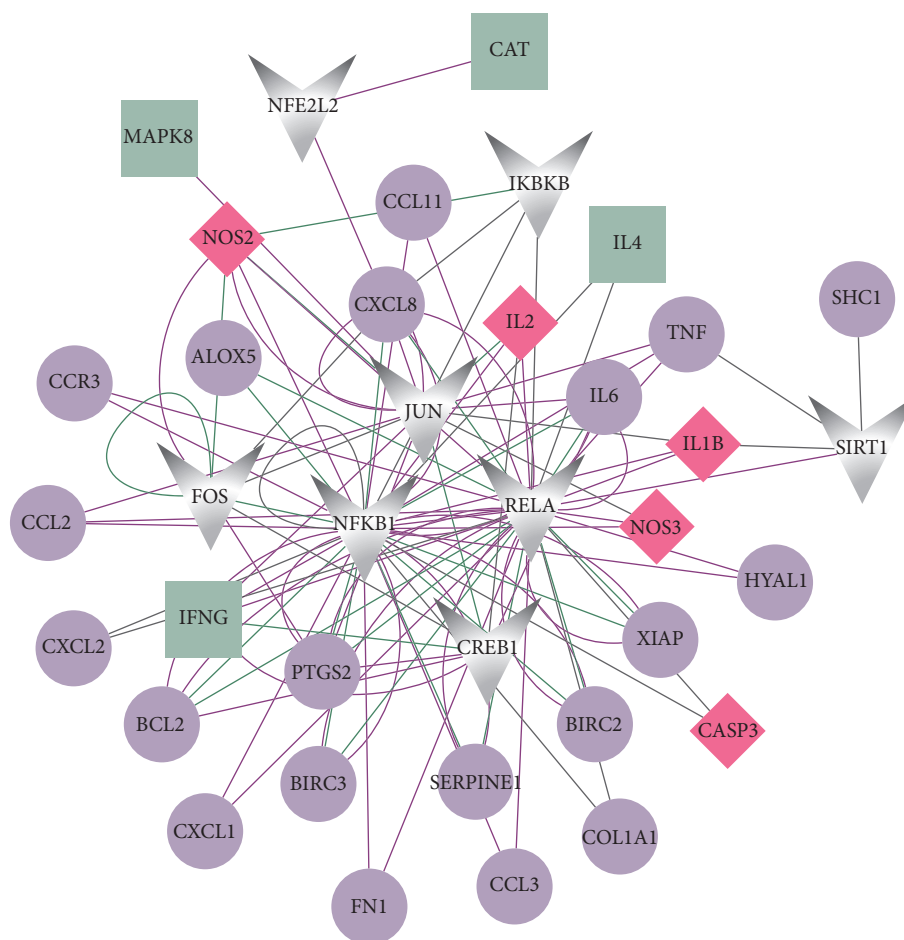 CAT
NFE2L2
MAPK8
IKBKB
CCL11
NOS2
IL4
SHC1
CXCL8
IL2
TNF
ALOX5
CCR3
IL6
JUN
IL1B
SIRT1
FOS
RELA
CCL2
NFKB1
NOS3
HYAL1
IFNG
XIAP
CXCL2
CREB1
PTGS2
BCL2
BIRC2
CASP3
BIRC3
SERPINE1
CXCL1
COL1A1
CCL3
FN1